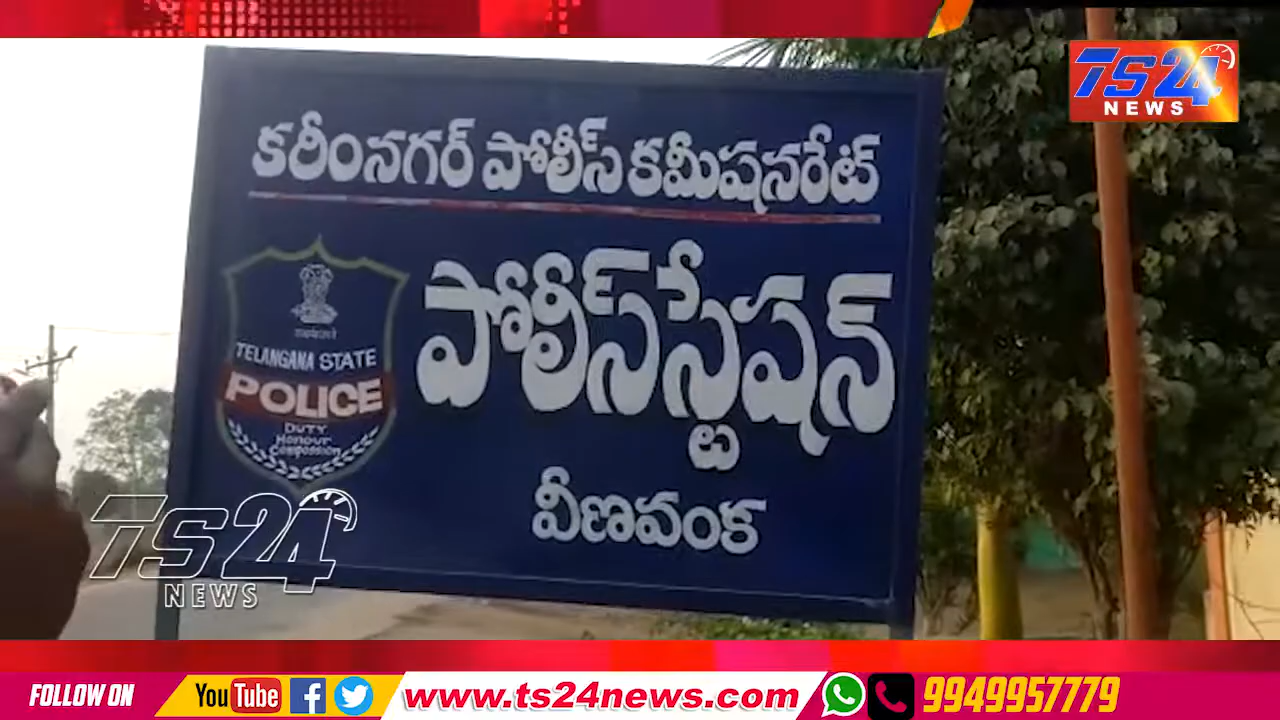 TS24
NEWS
కరీంనగర్ పోలీస్ కమీషనరేట్
పోలీస్‌స్టేషన్
TELANGANA STATE
POLICE
DUTY
Honour
Compassion
వీణవంక
TS24
NEWS
FOLLOW ON YouTube www.ts24news.com 9949957779